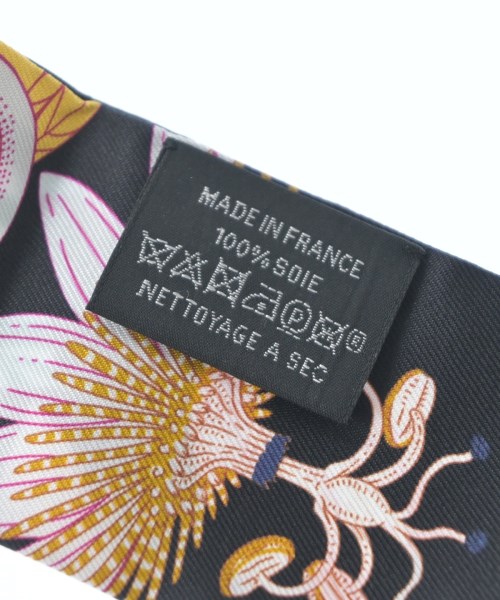 MADE IN FRANCE
100% SOIE
P ®
NETTOYAGE A SEC